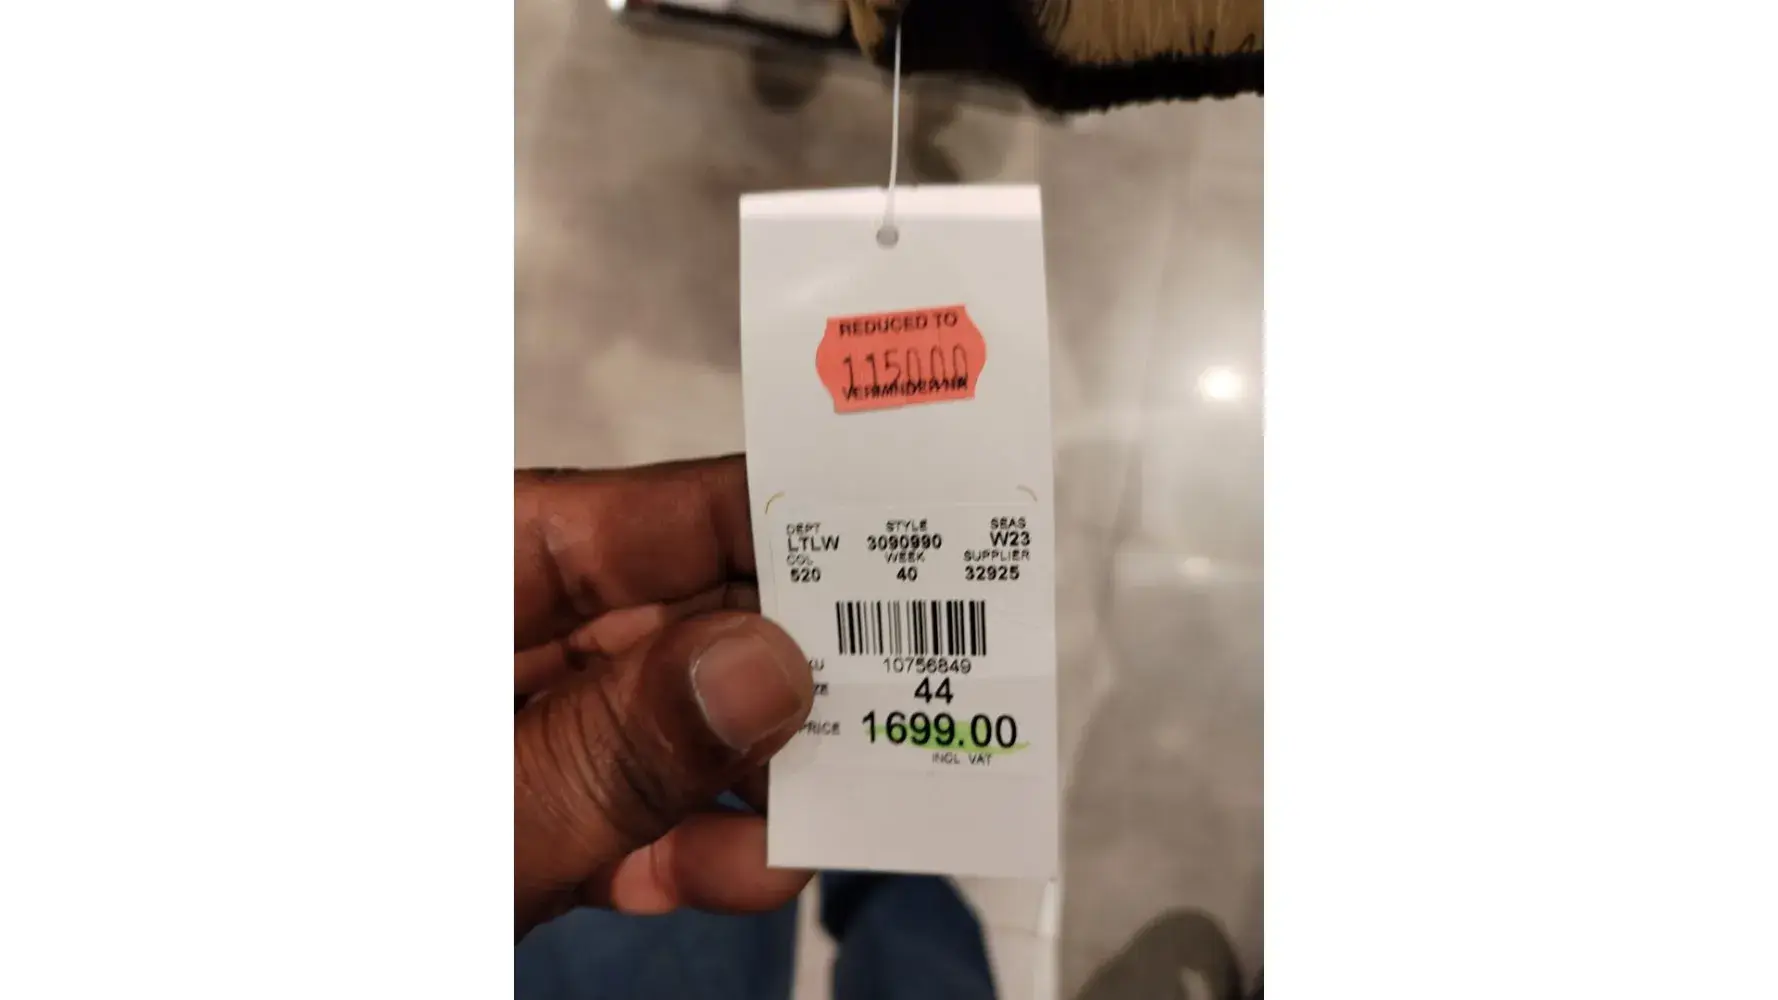 REDUCED TO
1150.00
VERMINDER NA
DEPT STYLE SEAS
LTLW 3090990 W23
COL WEEK SUPPLIER
520 40 32925
10756849
44
PRICE 1699.00
INCL VAT